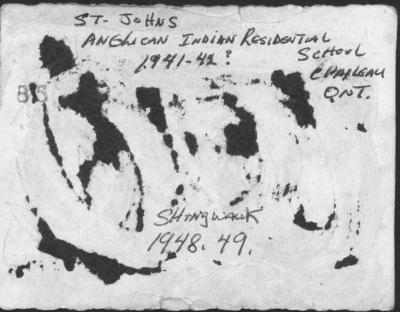 ST. JOHNS
ANGLICAN INDIAN RESIDENTIAL
1941-42? SCHOOL
CHAPLEAU
ONT.
SHINGWAUK
1948. 49.